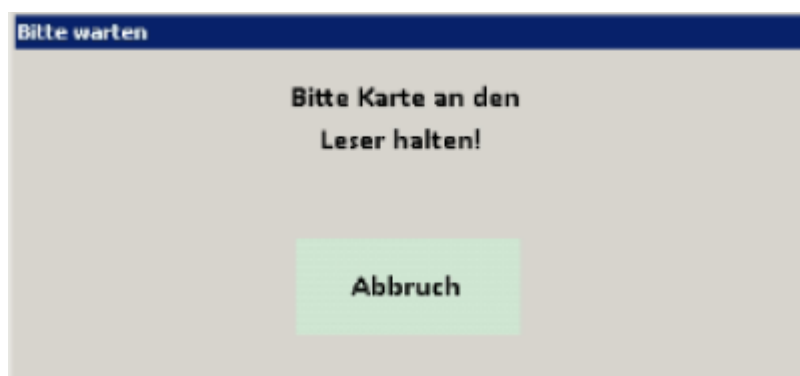 Bitte warten
Bitte Karte an den
Leser halten!
Abbruch